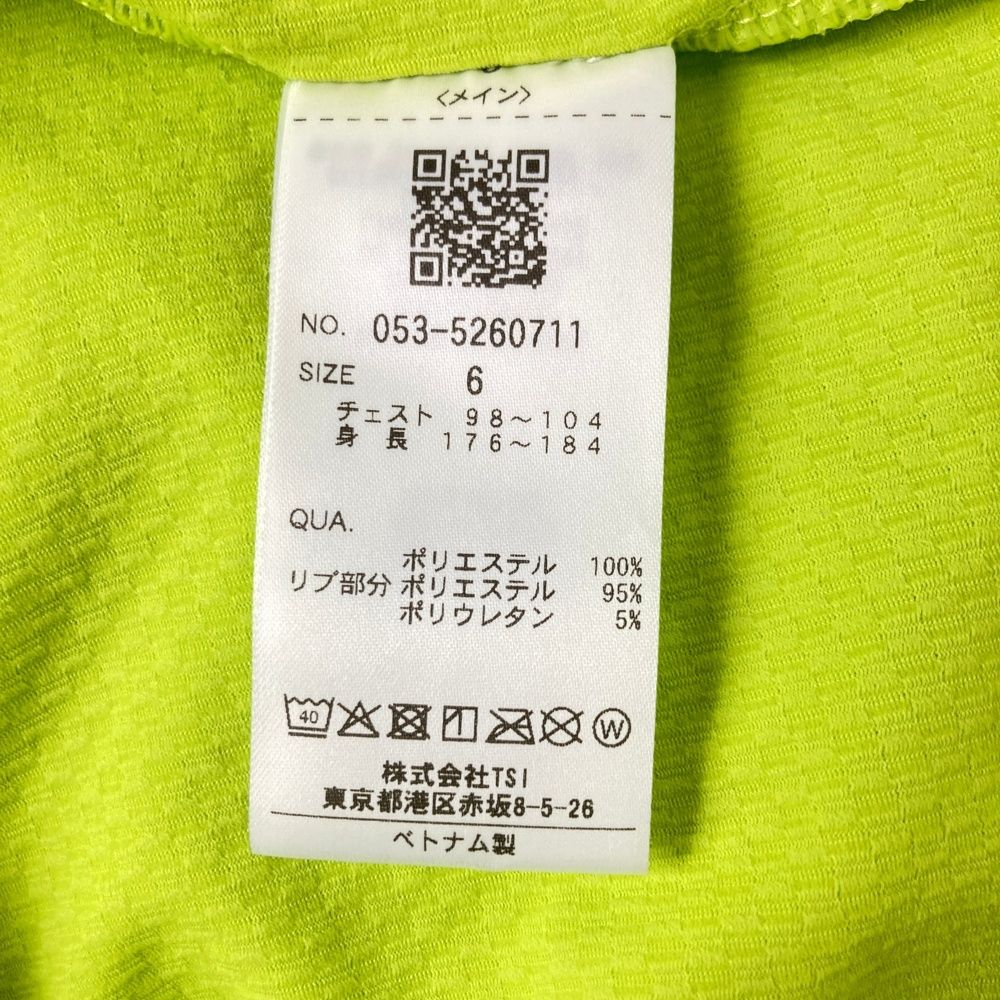 〈メイン〉
NO. 053-5260711
SIZE 6
チェスト 98～104
身長 176～184
QUA.
ポリエステル 100%
リブ部分 ポリエステル 95%
ポリウレタン 5%
40 W
株式会社TSI
東京都港区赤坂8-5-26
ベトナム製